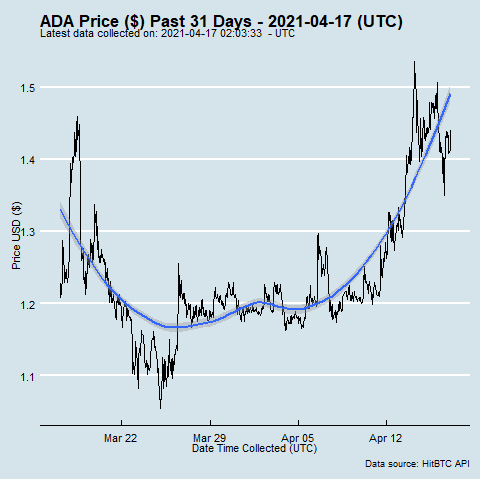 ADA Price ($) Past 31 Days - 2021-04-17 (UTC)
Latest data collected on: 2021-04-17 02:03:33 - UTC
1.5
1.4
1.3
1.2
1.1
Price USD ($)
Mar 22 Mar 29 Apr 05 Apr 12
Date Time Collected (UTC)
Data source: HitBTC API